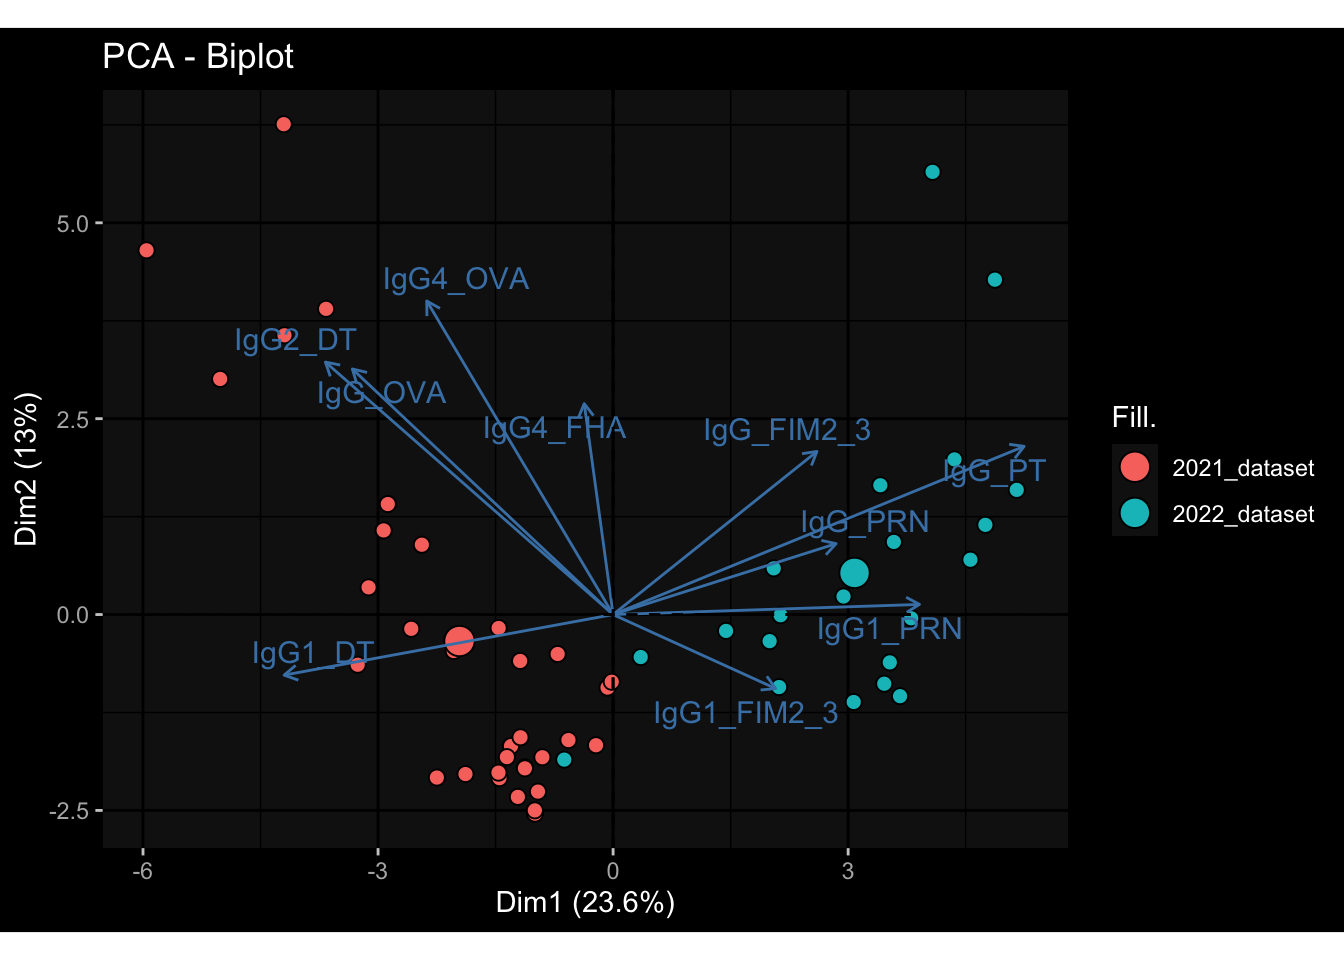 PCA - Biplot
Dim2 (13%)
5.0
2.5
0.0
-2.5
IgG4_OVA
IgG2_DT
IgG_OVA
IgG4_FHA
IgG_FIM2_3
IgG_PT
IgG_PRN
IgG1_PRN
IgG1_DT
IgG1_FIM2_3
-6
-3
0
3
Dim1 (23.6%)
Fill.
2021_dataset
2022_dataset